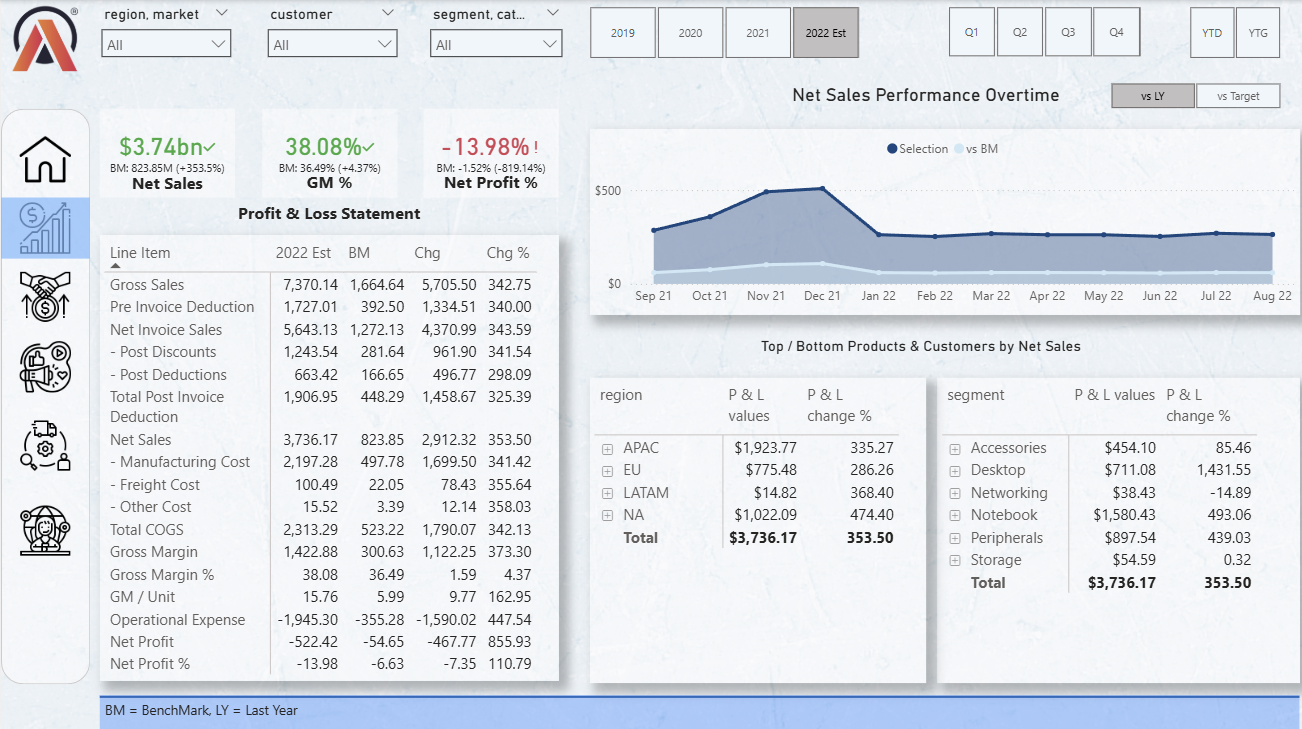 region, market
customer
segment, cat...
All
All
All
2019
2020
2021
2022 Est
Q1
Q2
Q3
Q4
YTD
YTG
®
Net Sales Performance Overtime
vs LY
vs Target
$3.74bn
BM: 823.85M (+353.5%)
Net Sales
38.08%
BM: 36.49% (+4.37%)
GM %
-13.98% !
BM: -1.52% (-819.14%)
Net Profit %
Selection
vs BM
$500
$0
Sep 21 Oct 21 Nov 21 Dec 21 Jan 22 Feb 22 Mar 22 Apr 22 May 22 Jun 22 Jul 22 Aug 22
Profit & Loss Statement
Line Item 2022 Est BM Chg Chg %
Gross Sales 7,370.14 1,664.64 5,705.50 342.75
Pre Invoice Deduction 1,727.01 392.50 1,334.51 340.00
Net Invoice Sales 5,643.13 1,272.13 4,370.99 343.59
- Post Discounts 1,243.54 281.64 961.90 341.54
- Post Deductions 663.42 166.65 496.77 298.09
Total Post Invoice 1,906.95 448.29 1,458.67 325.39
Deduction
Net Sales 3,736.17 823.85 2,912.32 353.50
- Manufacturing Cost 2,197.28 497.78 1,699.50 341.42
- Freight Cost 100.49 22.05 78.43 355.64
- Other Cost 15.52 3.39 12.14 358.03
Total COGS 2,313.29 523.22 1,790.07 342.13
Gross Margin 1,422.88 300.63 1,122.25 373.30
Gross Margin % 38.08 36.49 1.59 4.37
GM / Unit 15.76 5.99 9.77 162.95
Operational Expense -1,945.30 -355.28 -1,590.02 447.54
Net Profit -522.42 -54.65 -467.77 855.93
Net Profit % -13.98 -6.63 -7.35 110.79
Top / Bottom Products & Customers by Net Sales
region P & L P & L
values change %
APAC $1,923.77 335.27
EU $775.48 286.26
LATAM $14.82 368.40
NA $1,022.09 474.40
Total $3,736.17 353.50
segment P & L values P & L
change %
Accessories $454.10 85.46
Desktop $711.08 1,431.55
Networking $38.43 -14.89
Notebook $1,580.43 493.06
Peripherals $897.54 439.03
Storage $54.59 0.32
Total $3,736.17 353.50
BM = BenchMark, LY = Last Year